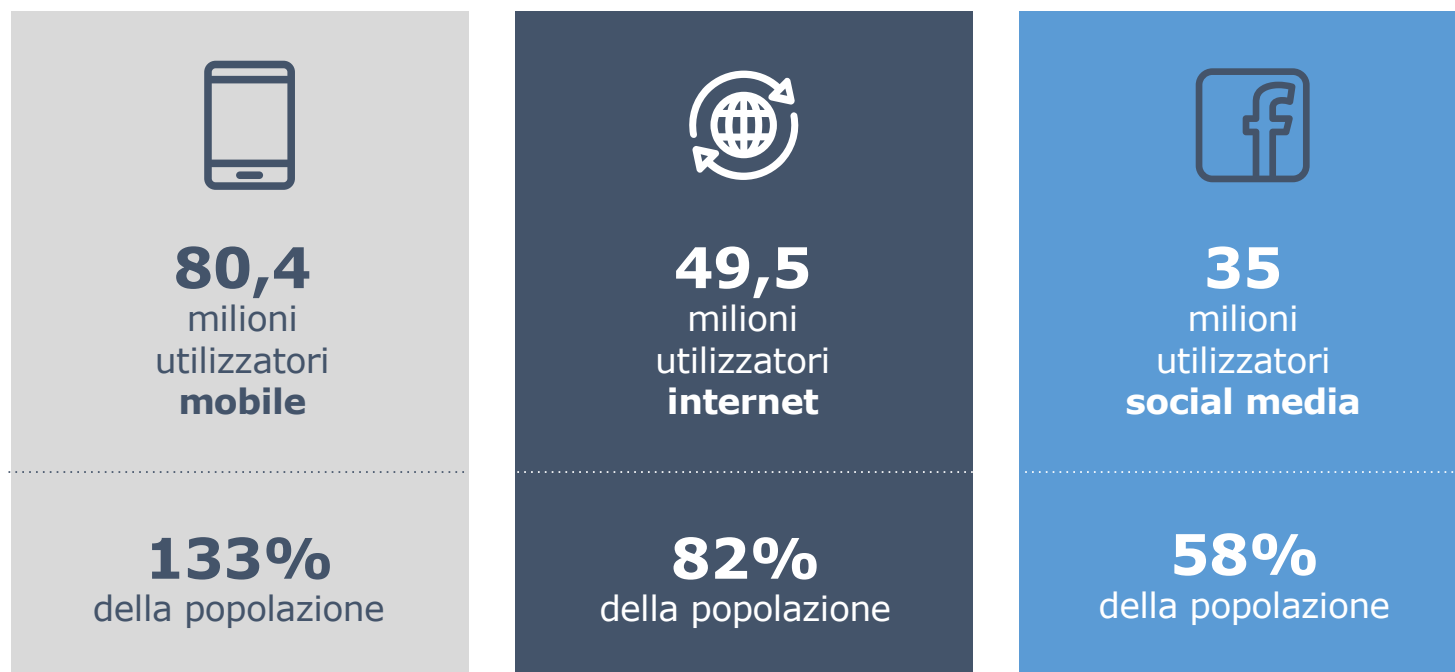 80,4
milioni
utilizzatori
mobile
133%
della popolazione
49,5
milioni
utilizzatori
internet
82%
della popolazione
35
milioni
utilizzatori
social media
58%
della popolazione